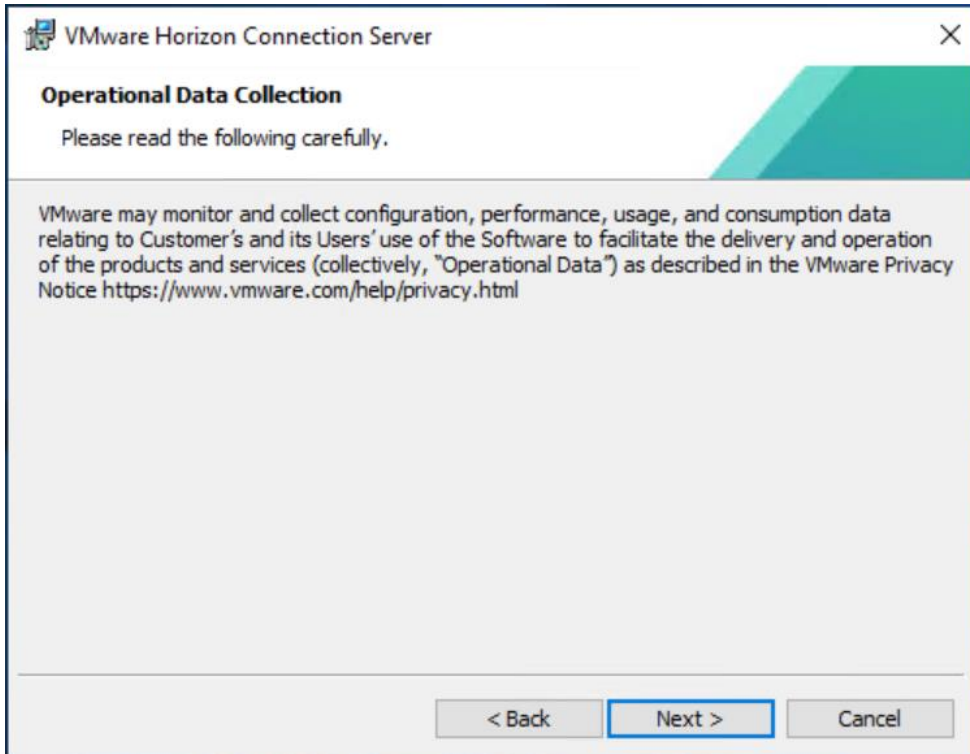 VMware Horizon Connection Server
Operational Data Collection
Please read the following carefully.
VMware may monitor and collect configuration, performance, usage, and consumption data
relating to Customer’s and its Users’ use of the Software to facilitate the delivery and operation
of the products and services (collectively, “Operational Data”) as described in the VMware Privacy
Notice https://www.vmware.com/help/privacy.html
< Back Next > Cancel